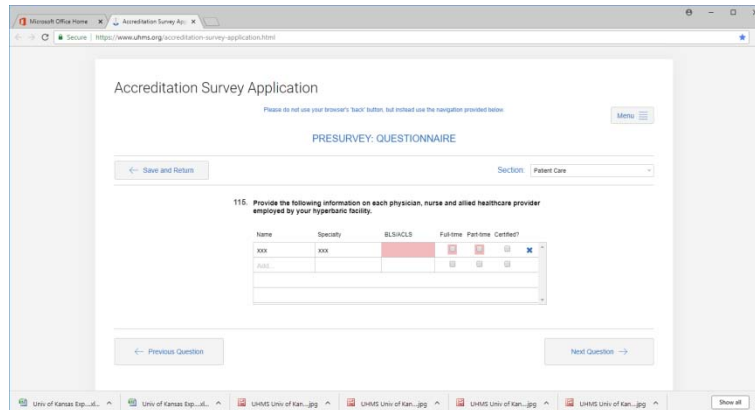 Microsoft Office Home
Accreditation Survey App
Secure | https://www.uhms.org/accreditation-survey-application.html
Accreditation Survey Application
Please do not use your browser's 'back' button, but instead use the navigation provided below.
Menu
PRESURVEY: QUESTIONNAIRE
Save and Return
Section: Patient Care
115. Provide the following information on each physician, nurse and allied healthcare provider
employed by your hyperbaric facility.
Name Specialty BLS/ACLS Full-time Part-time Certified?
xxx xxx
Add...
Previous Question
Next Question
Univ of Kansas Exp....xl... Univ of Kansas Exp....xl... UHMS Univ of Kan...jpg UHMS Univ of Kan...jpg UHMS Univ of Kan...jpg UHMS Univ of Kan...jpg Show all